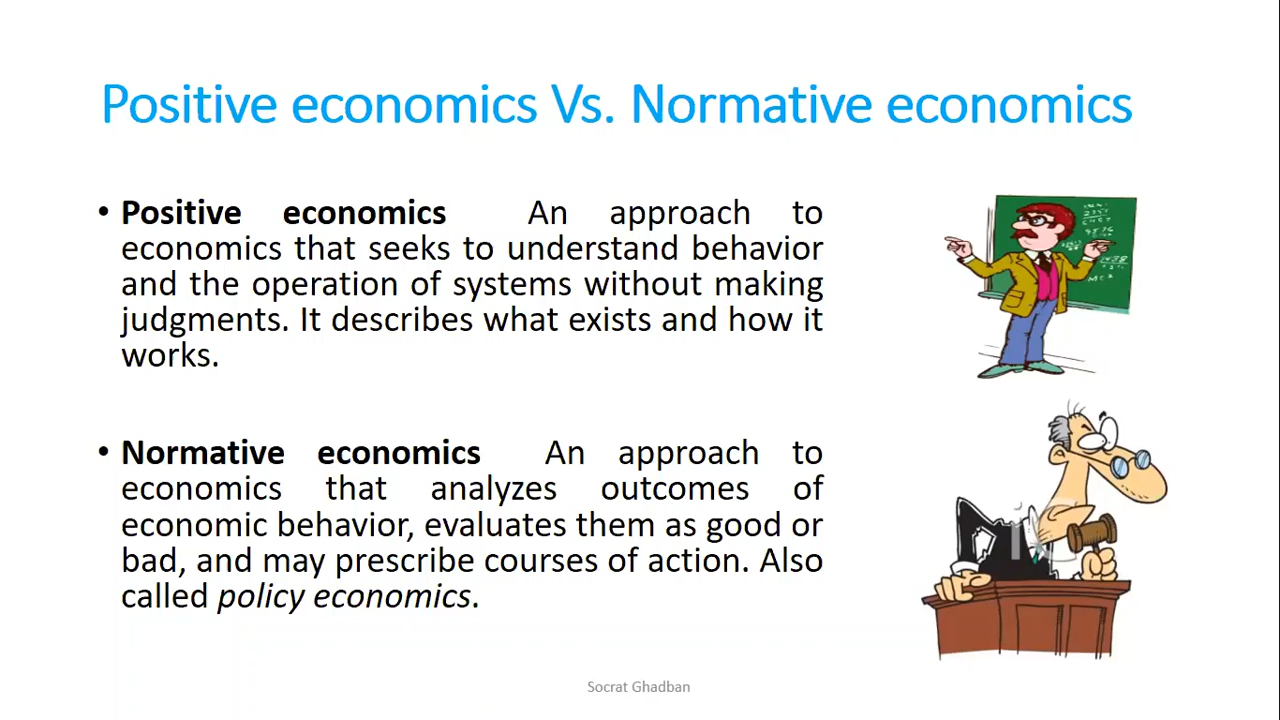 Positive economics Vs. Normative economics
• Positive economics An approach to
economics that seeks to understand behavior
and the operation of systems without making
judgments. It describes what exists and how it
works.
• Normative economics An approach to
economics that analyzes outcomes of
economic behavior, evaluates them as good or
bad, and may prescribe courses of action. Also
called policy economics.
Socrat Ghadban